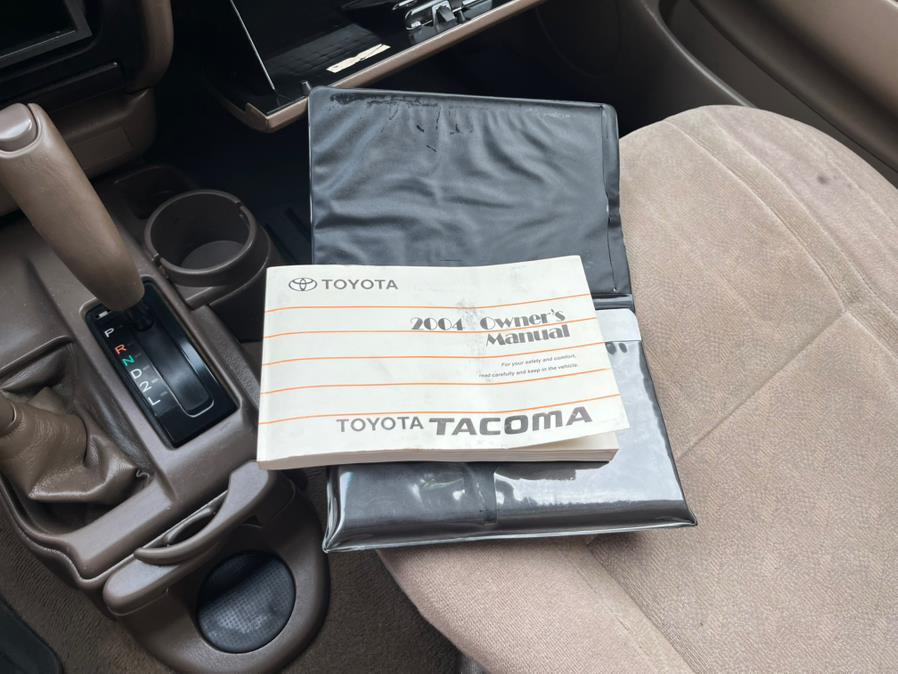 TOYOTA
2004 Owner's
Manual
For your safety and comfort,
read carefully and keep in the vehicle.
TOYOTA TACOMA
P
R
N
D
2
L